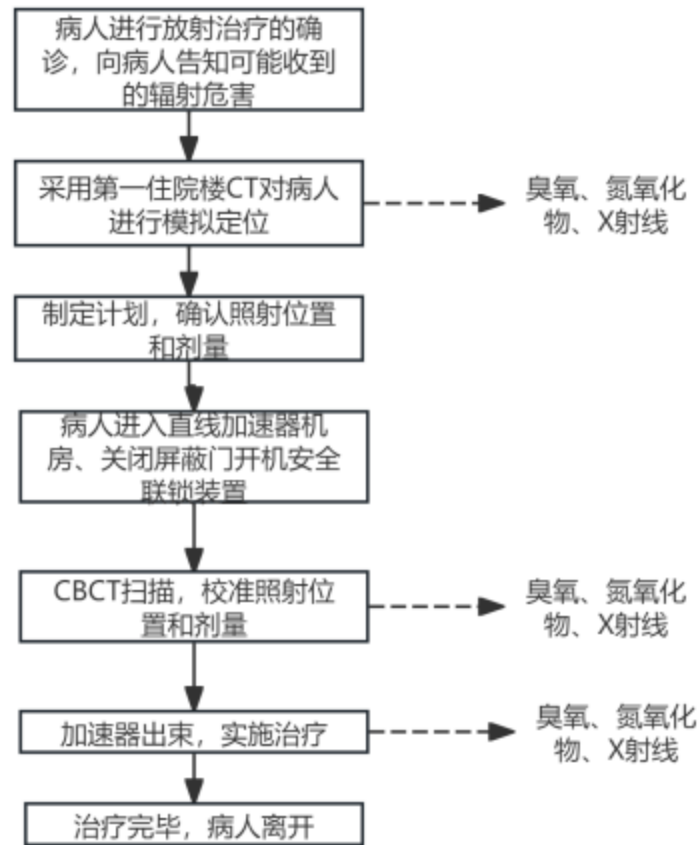 病人进行放射治疗的确
诊，向病人告知可能收到
的辐射危害
采用第一住院楼CT对病人
进行模拟定位
臭氧、氮氧化
物、X射线
制定计划，确认照射位置
和剂量
病人进入直线加速器机
房、关闭屏蔽门开机安全
联锁装置
CBCT扫描，校准照射位
置和剂量
臭氧、氮氧化
物、X射线
加速器出束，实施治疗
臭氧、氮氧化
物、X射线
治疗完毕，病人离开